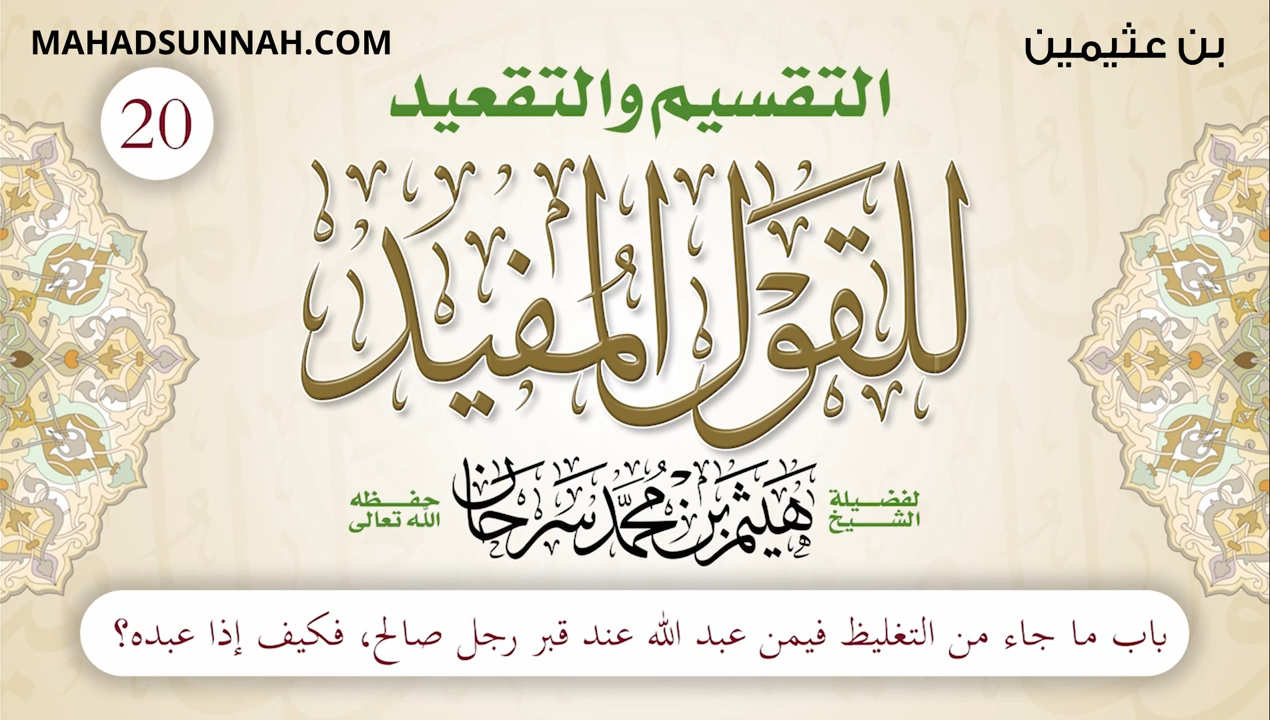 MAHADSUNNAH.COM
بن عثيمين
20
التقسيم والتقعيد
للقول المفيد
لفضيلة الشيخ
هيثم بن محمد سرحان
حفظه الله تعالى
باب ما جاء من التغليظ فيمن عبد الله عند قبر رجل صالح، فكيف إذا عبده؟